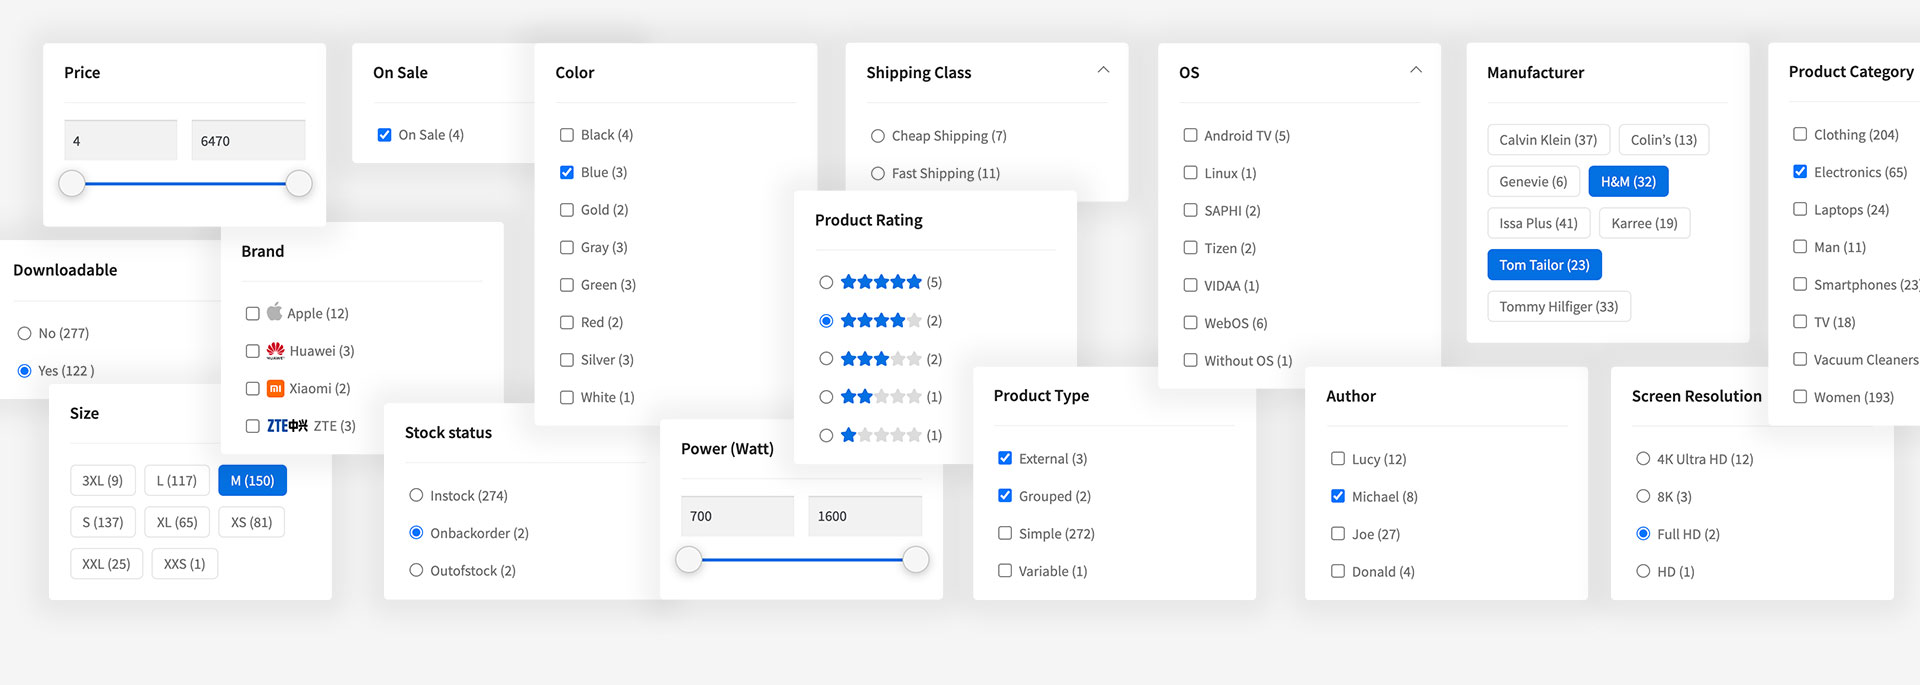 Price
4
6470
On Sale
On Sale (4)
Color
Black (4)
Blue (3)
Gold (2)
Gray (3)
Green (3)
Red (2)
Silver (3)
White (1)
Shipping Class
Cheap Shipping (7)
Fast Shipping (11)
OS
Android TV (5)
Linux (1)
SAPHI (2)
Tizen (2)
VIDAA (1)
WebOS (6)
Without OS (1)
Manufacturer
Calvin Klein (37)
Colin's (13)
Genevie (6)
H&M (32)
Issa Plus (41)
Karree (19)
Tom Tailor (23)
Tommy Hilfiger (33)
Product Category
Clothing (204)
Electronics (65)
Laptops (24)
Man (11)
Smartphones (23)
TV (18)
Vacuum Cleaners
Women (193)
Downloadable
No (277)
Yes (122 )
Brand
Apple (12)
HUAWEI Huawei (3)
mi Xiaomi (2)
ZTE中兴 ZTE (3)
Product Rating
(5)
(2)
(2)
(1)
(1)
Size
3XL (9)
L (117)
M (150)
S (137)
XL (65)
XS (81)
XXL (25)
XXS (1)
Stock status
Instock (274)
Onbackorder (2)
Outofstock (2)
Power (Watt)
700
1600
Product Type
External (3)
Grouped (2)
Simple (272)
Variable (1)
Author
Lucy (12)
Michael (8)
Joe (27)
Donald (4)
Screen Resolution
4K Ultra HD (12)
8K (3)
Full HD (2)
HD (1)